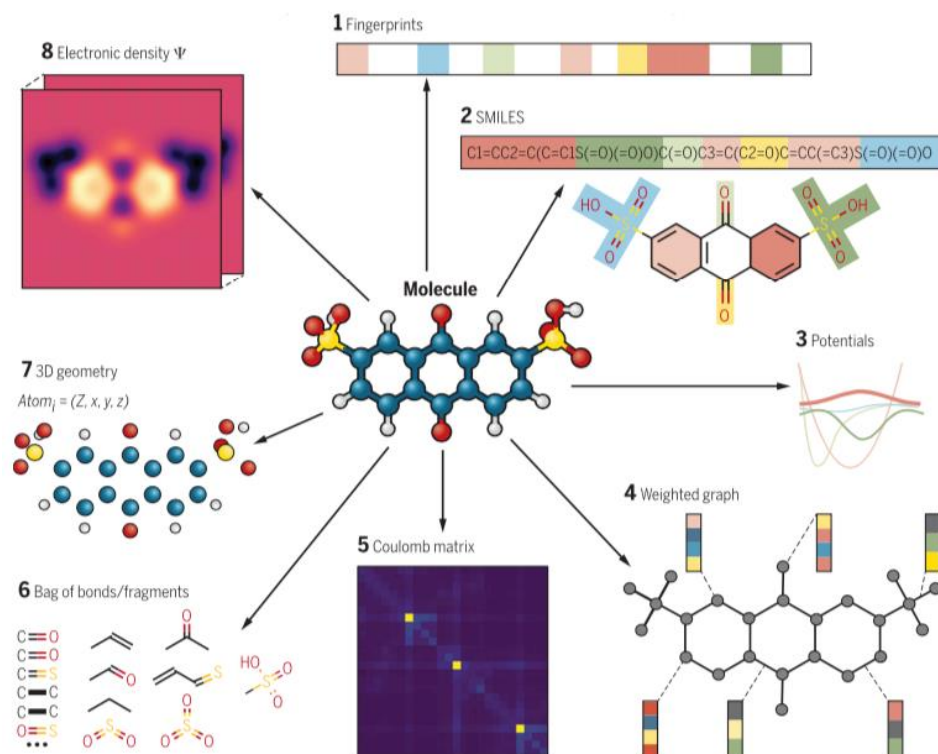 1 Fingerprints
8 Electronic density Ψ
2 SMILES
C1=CC2=C(C=C1S(=O)(=O)O)C(=O)C3=C(C2=O)C=CC(=C3)S(=O)(=O)O
O
O
O
HO
S
O
S
OH
O
O
O
Molecule
3 Potentials
7 3D geometry
Atomᵢ = (Z, x, y, z)
4 Weighted graph
5 Coulomb matrix
6 Bag of bonds/fragments
C=O
C=O
C=S
C C
C C
O=S
•••
O
O
S
HO
O
S
O
O
S
O
O
S
O
O